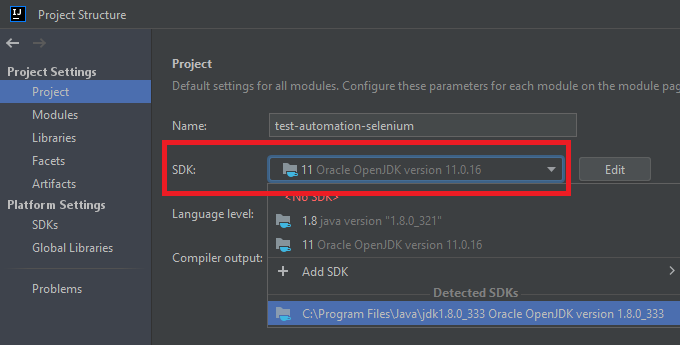 IJ
Project Structure
Project Settings
Project
Modules
Libraries
Facets
Artifacts
Platform Settings
SDKs
Global Libraries
Problems
Project
Default settings for all modules. Configure these parameters for each module on the module pag
Name: test-automation-selenium
SDK: 11 Oracle OpenJDK version 11.0.16 Edit
<No SDK>
Language level: 1.8 java version "1.8.0_321"
11 Oracle OpenJDK version 11.0.16
Compiler output:
Add SDK
Detected SDKs
C:\Program Files\Java\jdk1.8.0_333 Oracle OpenJDK version 1.8.0_333